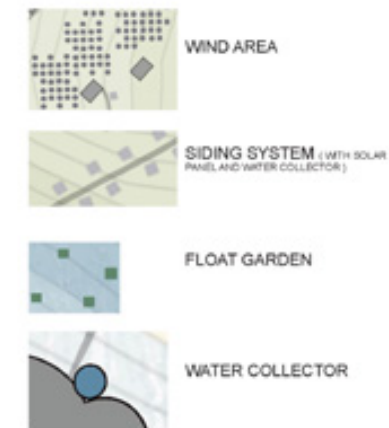 WIND AREA
SIDING SYSTEM ( WITH SOLAR
PANEL AND WATER COLLECTOR )
FLOAT GARDEN
WATER COLLECTOR